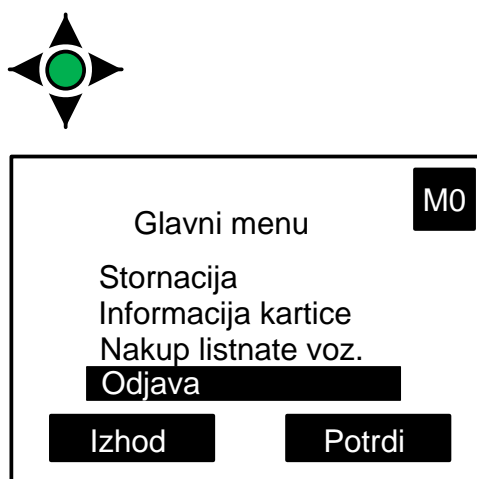 M0
Glavni menu
Stornacija
Informacija kartice
Nakup listnate voz.
Odjava
Izhod Potrdi